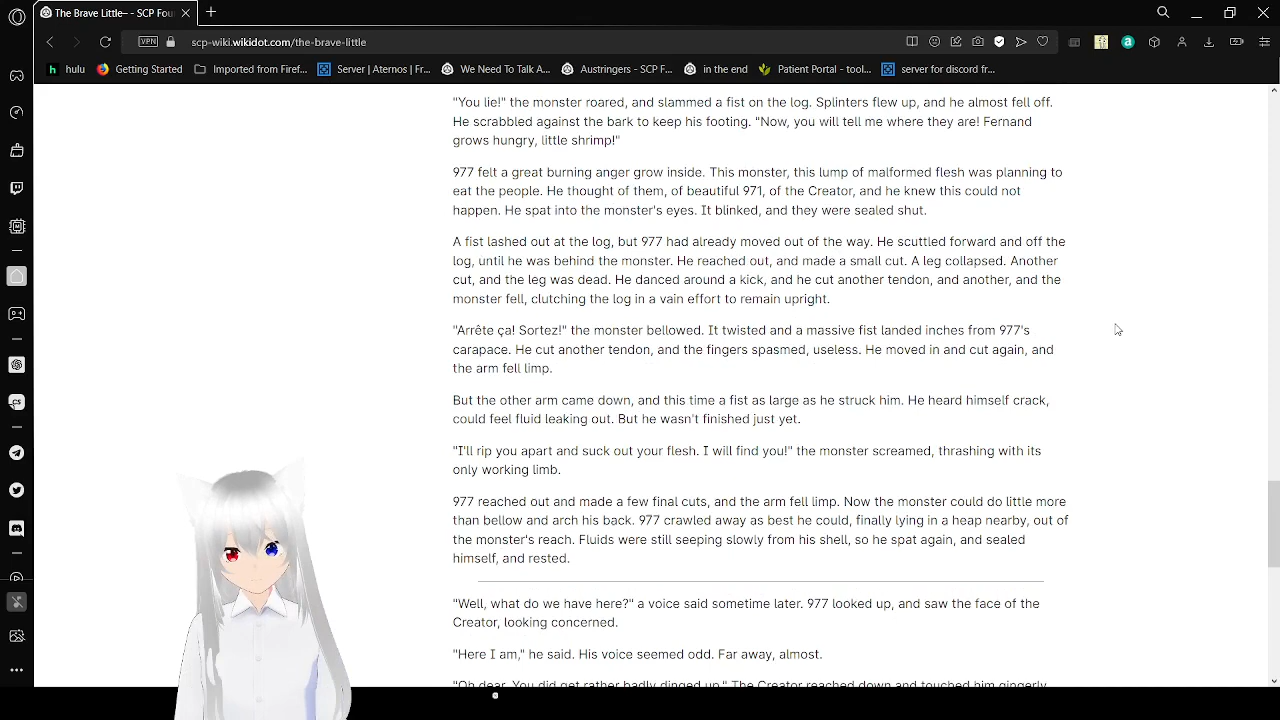 The Brave Little- - SCP Fou
VPN
scp-wiki.wikidot.com/the-brave-little
hulu
Getting Started
Imported from Firef...
Server | Aternos | Fr...
We Need To Talk A...
Austringers - SCP F...
in the end
Patient Portal - tool...
server for discord fr...
"You lie!" the monster roared, and slammed a fist on the log. Splinters flew up, and he almost fell off.
He scrabbled against the bark to keep his footing. "Now, you will tell me where they are! Fernand
grows hungry, little shrimp!"
977 felt a great burning anger grow inside. This monster, this lump of malformed flesh was planning to
eat the people. He thought of them, of beautiful 971, of the Creator, and he knew this could not
happen. He spat into the monster's eyes. It blinked, and they were sealed shut.
A fist lashed out at the log, but 977 had already moved out of the way. He scuttled forward and off the
log, until he was behind the monster. He reached out, and made a small cut. A leg collapsed. Another
cut, and the leg was dead. He danced around a kick, and he cut another tendon, and another, and the
monster fell, clutching the log in a vain effort to remain upright.
"Arrête ça! Sortez!" the monster bellowed. It twisted and a massive fist landed inches from 977's
carapace. He cut another tendon, and the fingers spasmed, useless. He moved in and cut again, and
the arm fell limp.
But the other arm came down, and this time a fist as large as he struck him. He heard himself crack,
could feel fluid leaking out. But he wasn't finished just yet.
"I'll rip you apart and suck out your flesh. I will find you!" the monster screamed, thrashing with its
only working limb.
977 reached out and made a few final cuts, and the arm fell limp. Now the monster could do little more
than bellow and arch his back. 977 crawled away as best he could, finally lying in a heap nearby, out of
the monster's reach. Fluids were still seeping slowly from his shell, so he spat again, and sealed
himself, and rested.
"Well, what do we have here?" a voice said sometime later. 977 looked up, and saw the face of the
Creator, looking concerned.
"Here I am," he said. His voice seemed odd. Far away, almost.
"Oh dear. You did get rather badly dinged up." The Creator reached down and touched him gingerly